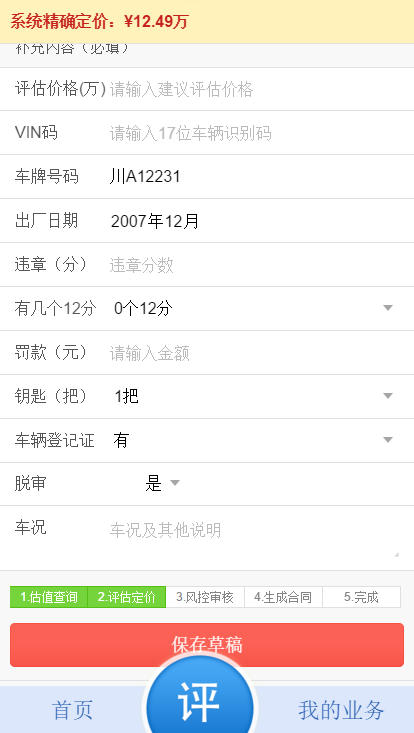 系统精确定价：¥12.49万
补充内容（必填）
评估价格(万) 请输入建议评估价格
VIN码 请输入17位车辆识别码
车牌号码 川A12231
出厂日期 2007年12月
违章（分） 违章分数
有几个12分 0个12分
罚款（元） 请输入金额
钥匙（把） 1把
车辆登记证 有
脱审 是
车况 车况及其他说明
1.估值查询 2.评估定价 3.风控审核 4.生成合同 5.完成
保存草稿
首页 评 我的业务